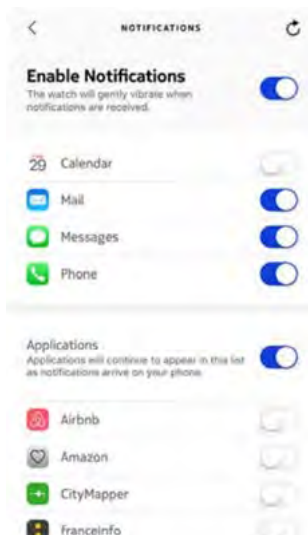 NOTIFICATIONS
Enable Notifications
The watch will gently vibrate when
notifications are received.
29 Calendar
Mail
Messages
Phone
Applications
Applications will continue to appear in this list
as notifications arrive on your phone.
Airbnb
Amazon
CityMapper
franceinfo